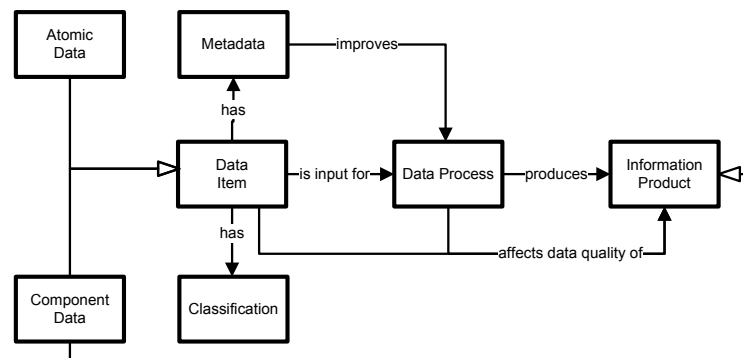 Atomic
Data
Metadata
improves
has
Data
Item
is input for
Data Process
produces
Information
Product
has
affects data quality of
Component
Data
Classification